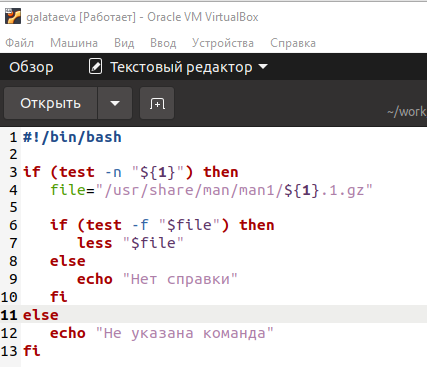 galataeva [Работает] - Oracle VM VirtualBox
Файл Машина Вид Ввод Устройства Справка
Обзор Текстовый редактор
Открыть
~/work
1 #!/bin/bash
2
3 if (test -n "${1}") then
4 file="/usr/share/man/man1/${1}.1.gz"
5
6 if (test -f "$file") then
7 less "$file"
8 else
9 echo "Нет справки"
10 fi
11 else
12 echo "Не указана команда"
13 fi